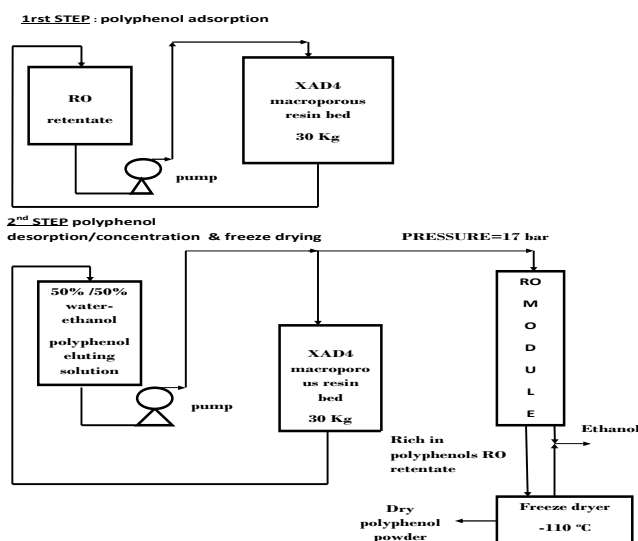 1rst STEP : polyphenol adsorption
RO
retentate
XAD4
macroporous
resin bed
30 Kg
pump
2nd STEP polyphenol
desorption/concentration & freeze drying
PRESSURE=17 bar
50% /50%
water-
ethanol
polyphenol
eluting
solution
pump
XAD4
macroporo
us resin
bed
30 Kg
RO
M
O
D
U
L
E
Ethanol
Rich in
polyphenols RO
retentate
Dry
polyphenol
powder
Freeze dryer
-110 ºC